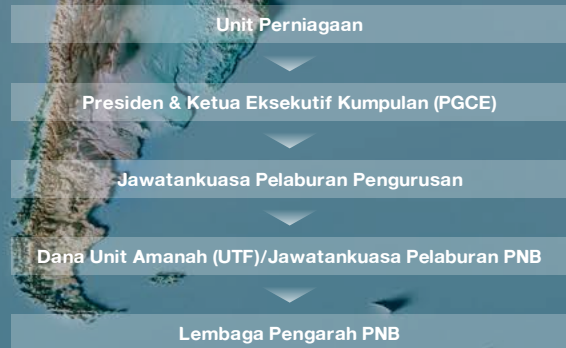 Unit Perniagaan
Presiden & Ketua Eksekutif Kumpulan (PGCE)
Jawatankuasa Pelaburan Pengurusan
Dana Unit Amanah (UTF)/Jawatankuasa Pelaburan PNB
Lembaga Pengarah PNB